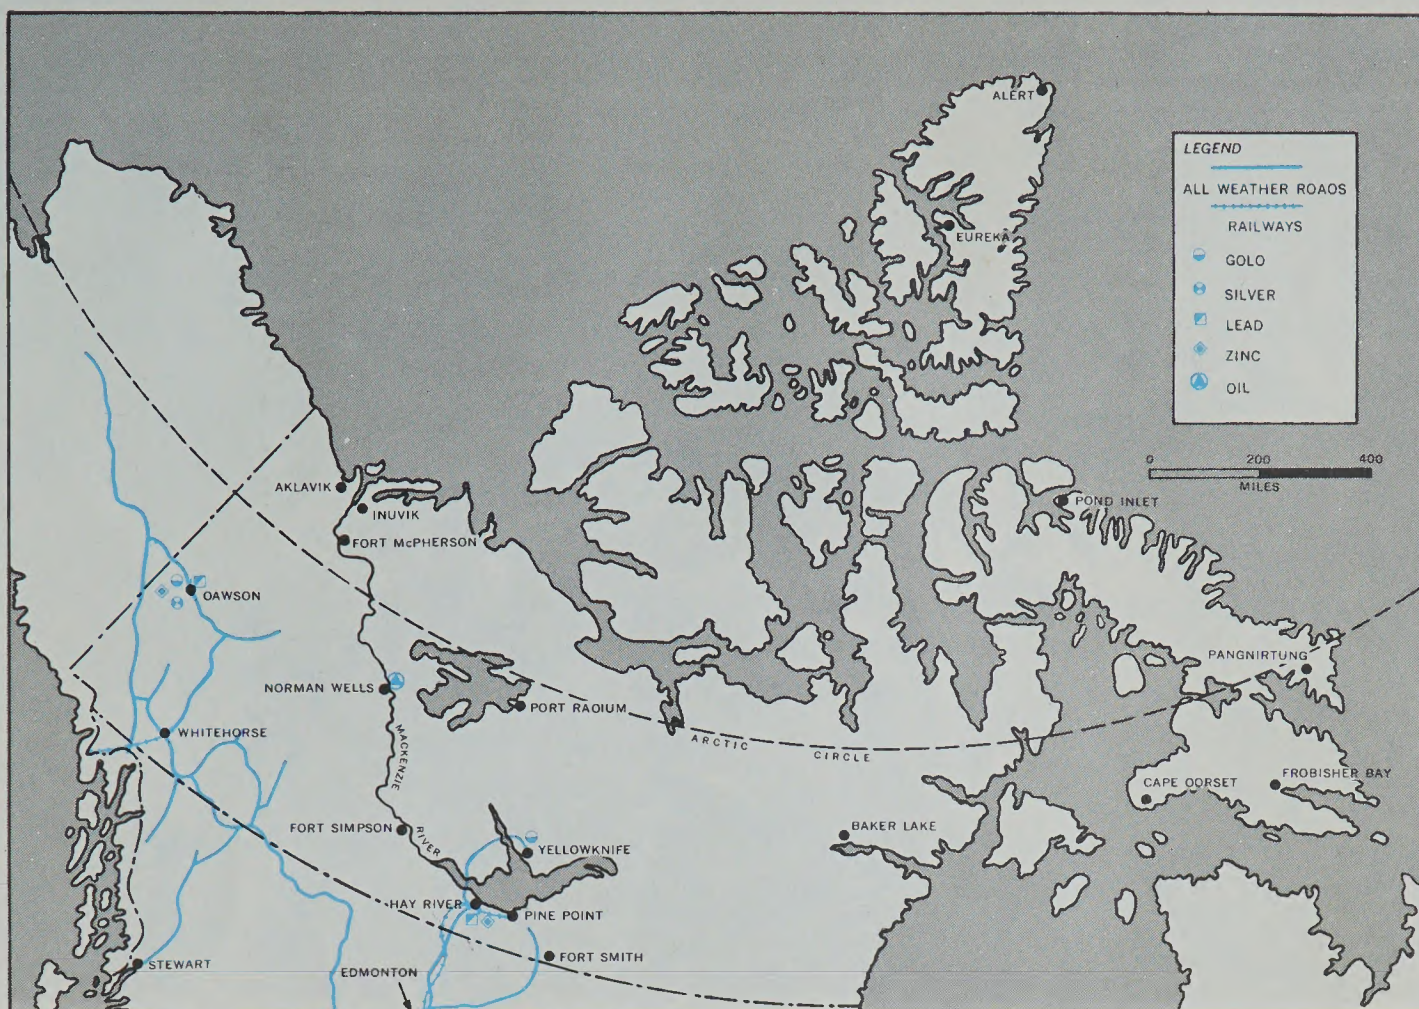 ALERT
LEGEND
ALL WEATHER ROAOS
RAILWAYS
EUREKA
GOLO
SILVER
LEAD
ZINC
OIL
0 200 400
MILES
AKLAVIK
INUVIK
POND INLET
FORT McPHERSON
OAWSON
PANGNIRTUNG
NORMAN WELLS
PORT RAOIUM
WHITEHORSE
MACKENZIE
RIVER
ARCTIC CIRCLE
CAPE OORSET
FROBISHER BAY
FORT SIMPSON
BAKER LAKE
YELLOWKNIFE
HAY RIVER
PINE POINT
STEWART
FORT SMITH
EDMONTON